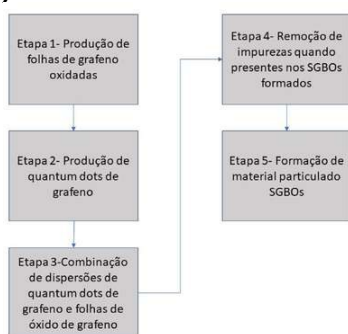 Etapa 1- Produção de
folhas de grafeno
oxidadas
Etapa 2- Produção de
quantum dots de
grafeno
Etapa 3-Combinação
de dispersões de
quantum dots de
grafeno e folhas de
óxido de grafeno
Etapa 4- Remoção de
impurezas quando
presentes nos SGBOs
formados
Etapa 5- Formação de
material particulado
SGBOs